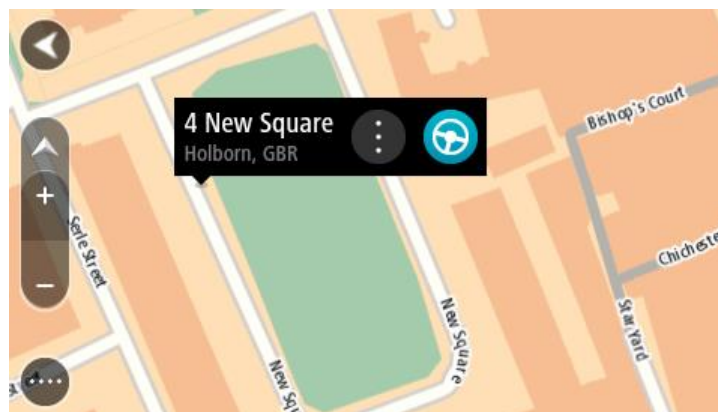 4 New Square
Holborn, GBR
Bishop's Court
Serle Street
Chicheste
New Square
Star Yard
New Sq